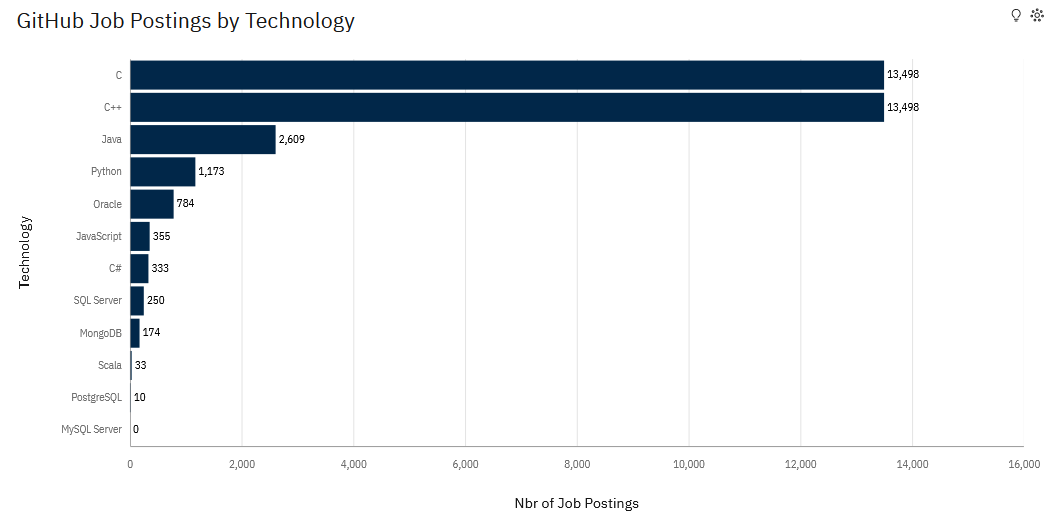 GitHub Job Postings by Technology
C 13,498
C++ 13,498
Java 2,609
Python 1,173
Oracle 784
JavaScript 355
C# 333
SQL Server 250
MongoDB 174
Scala 33
PostgreSQL 10
MySQL Server 0
Technology
0 2,000 4,000 6,000 8,000 10,000 12,000 14,000 16,000
Nbr of Job Postings